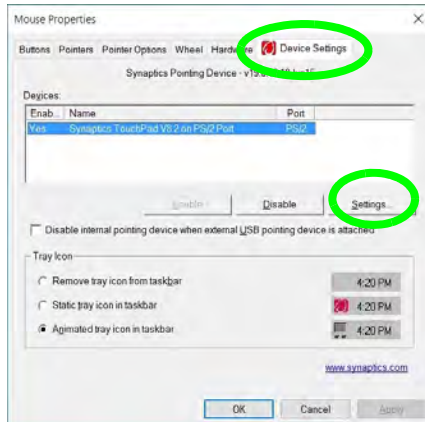 Mouse Properties
Buttons Pointers Pointer Options Wheel Hardware Device Settings
Synaptics Pointing Device
Devices:
Enab... Name Port
Yes Synaptics TouchPad V8.2 on PS/2 Port PS/2
Enable Disable Settings...
Disable internal pointing device when external USB pointing device is attached
Tray Icon
Remove tray icon from taskbar 4:20 PM
Static tray icon in taskbar 4:20 PM
Animated tray icon in taskbar 4:20 PM
www.synaptics.com
OK Cancel Apply